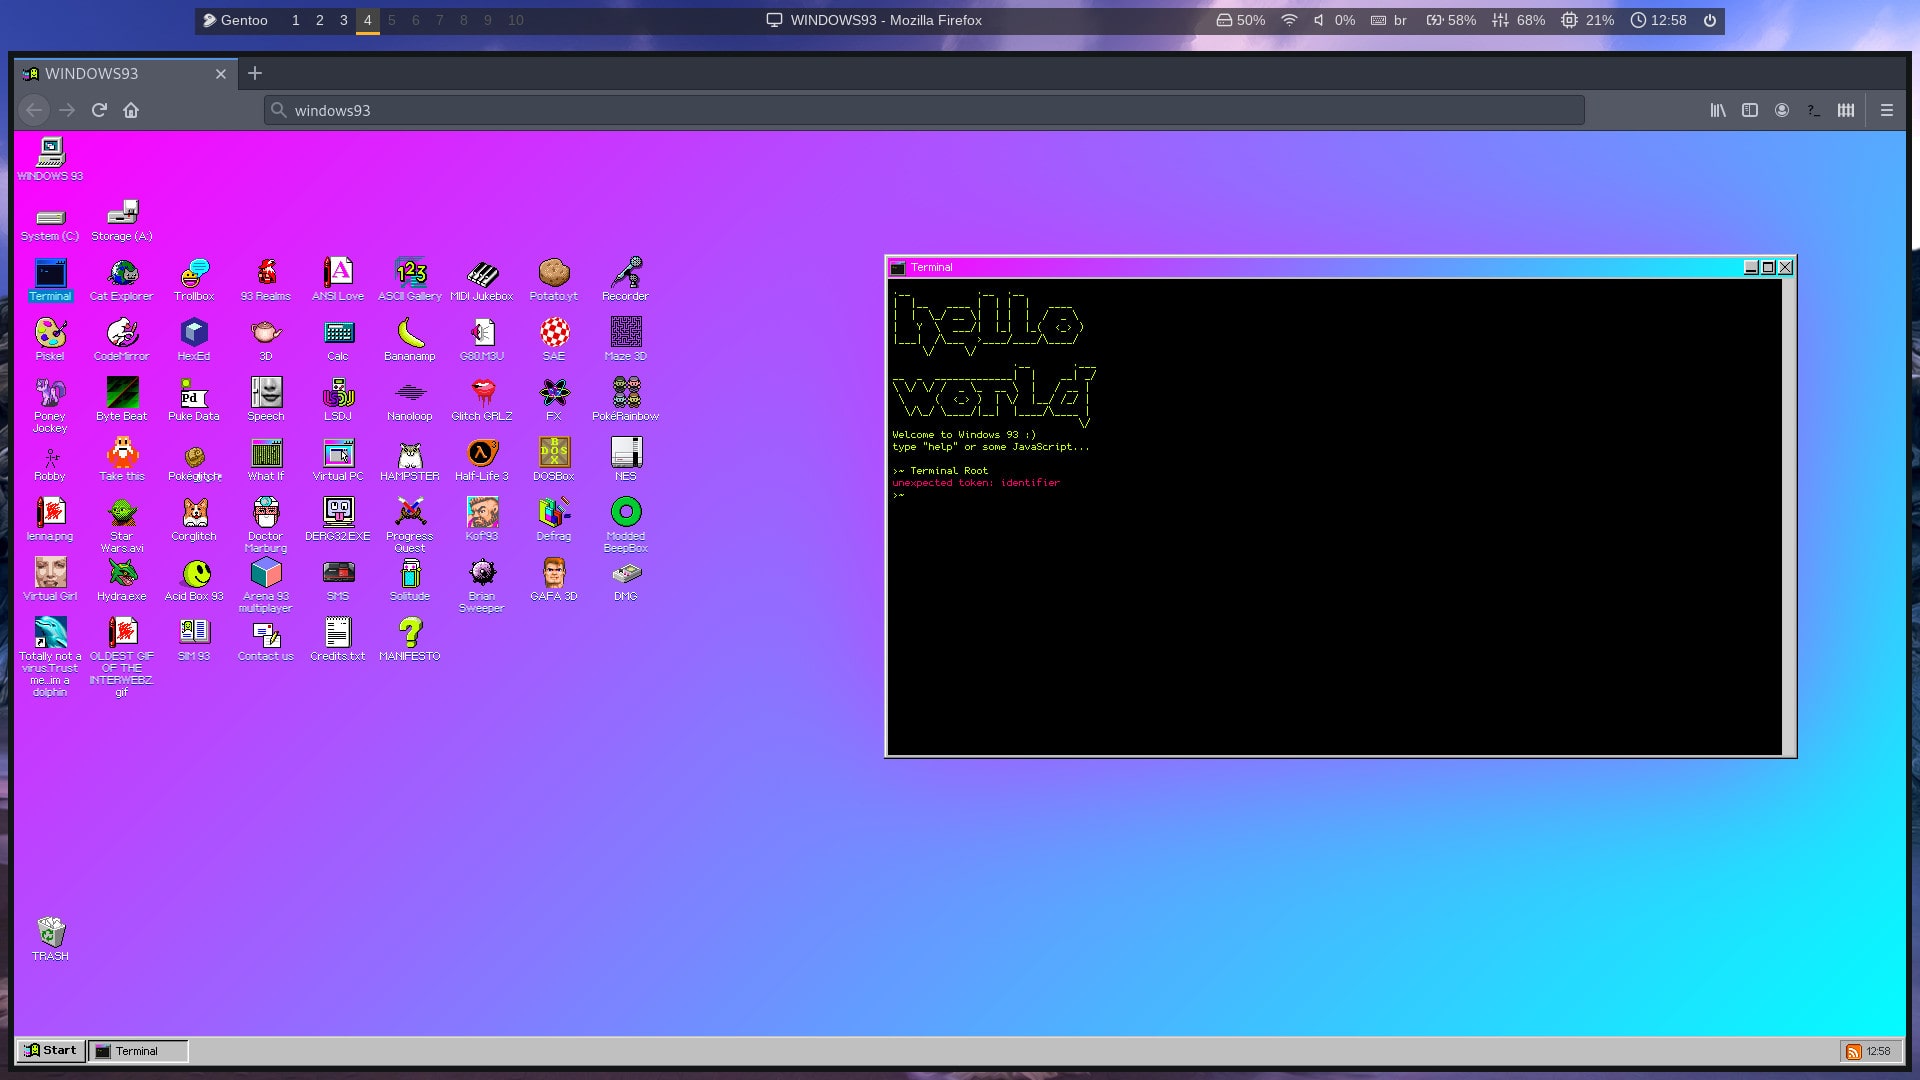 Gentoo 1 2 3 4 5 6 7 8 9 10
WINDOWS93 - Mozilla Firefox
50% 0% br 58% 68% 21% 12:58
WINDOWS93
windows93
WINDOWS 93
System (C:) Storage (A:)
Terminal Cat Explorer Trollbox 93 Realms ANSI Love ASCII Gallery MIDI Jukebox Potato.yt Recorder
Piskel CodeMirror HexEd 3D Calc Bananamp G80.M3U SAE Maze 3D
Poney Jockey Byte Beat Puke Data Speech LSDJ Nanoloop Glitch GRLZ FX PokéRainbow
Robby Take this Pokéglitch What If Virtual PC HAMPSTER Half-Life 3 DOSBox NES
lenna.png Star Wars.avi Corglitch Doctor Marburg DERG32.EXE Progress Quest Kof'93 Defrag Modded BeepBox
Virtual Girl Hydra.exe Acid Box 93 Arena 93 multiplayer SMS Solitude Brian Sweeper GAFA 3D DMG
Totally not a virus.Trust me..im a dolphin OLDEST GIF OF THE INTERWEBZ.gif SIM 93 Contact us Credits.txt MANIFESTO
TRASH
Terminal
hello
world
Welcome to Windows 93 :)
type "help" or some JavaScript...
>~ Terminal Root
unexpected token: identifier
>~
Start Terminal 12:58